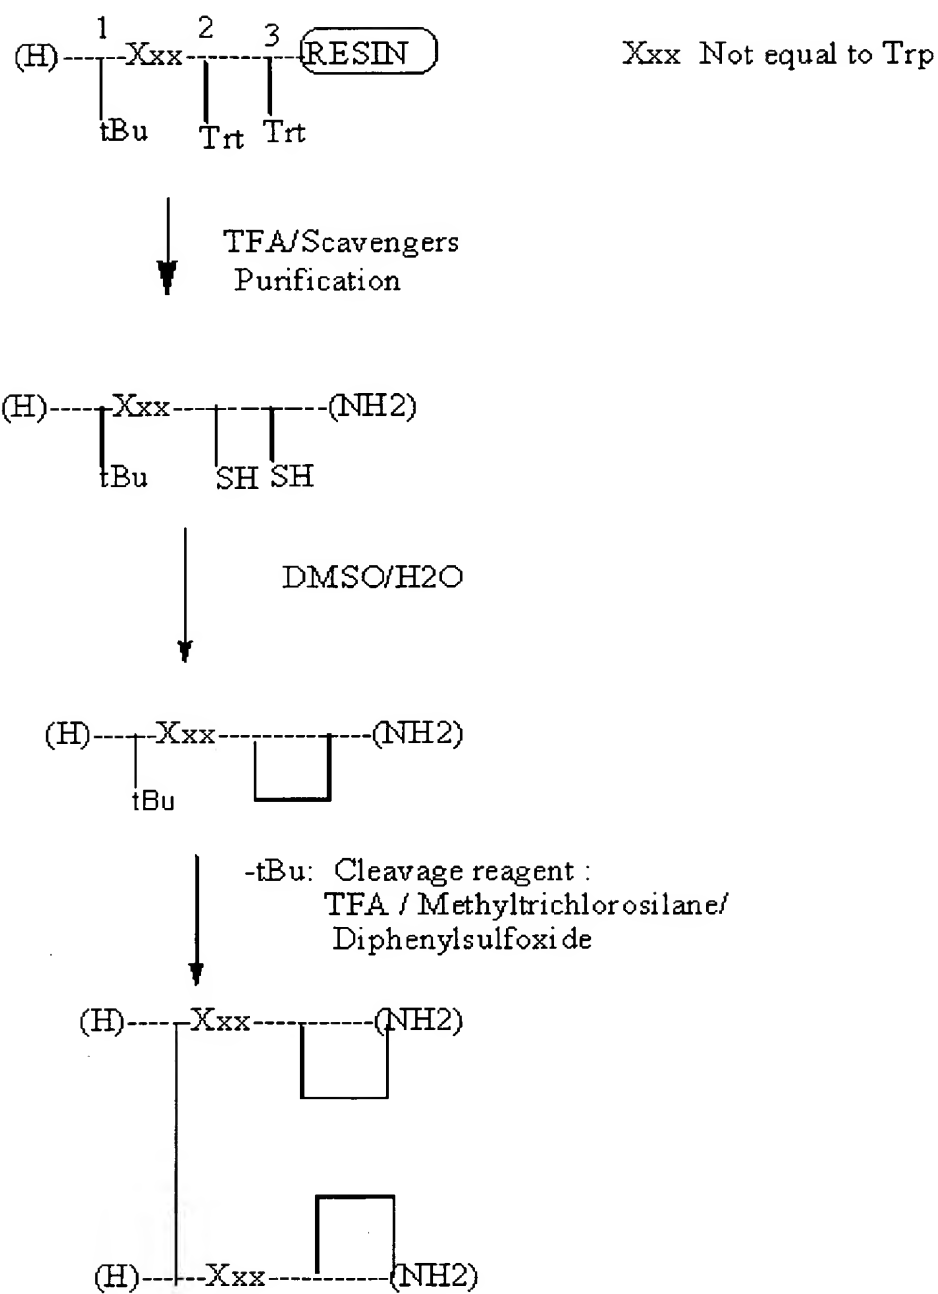 1 2 3
(H)------Xxx------------RESIN
Xxx Not equal to Trp
tBu Trt Trt
TFA/Scavengers
Purification
(H)-----Xxx------------(NH2)
tBu SH SH
DMSO/H2O
(H)------Xxx--------------(NH2)
tBu
-tBu: Cleavage reagent :
TFA / Methyltrichlorosilane/
Diphenylsulfoxide
(H)------Xxx-----------(NH2)
(H)------Xxx-----------(NH2)